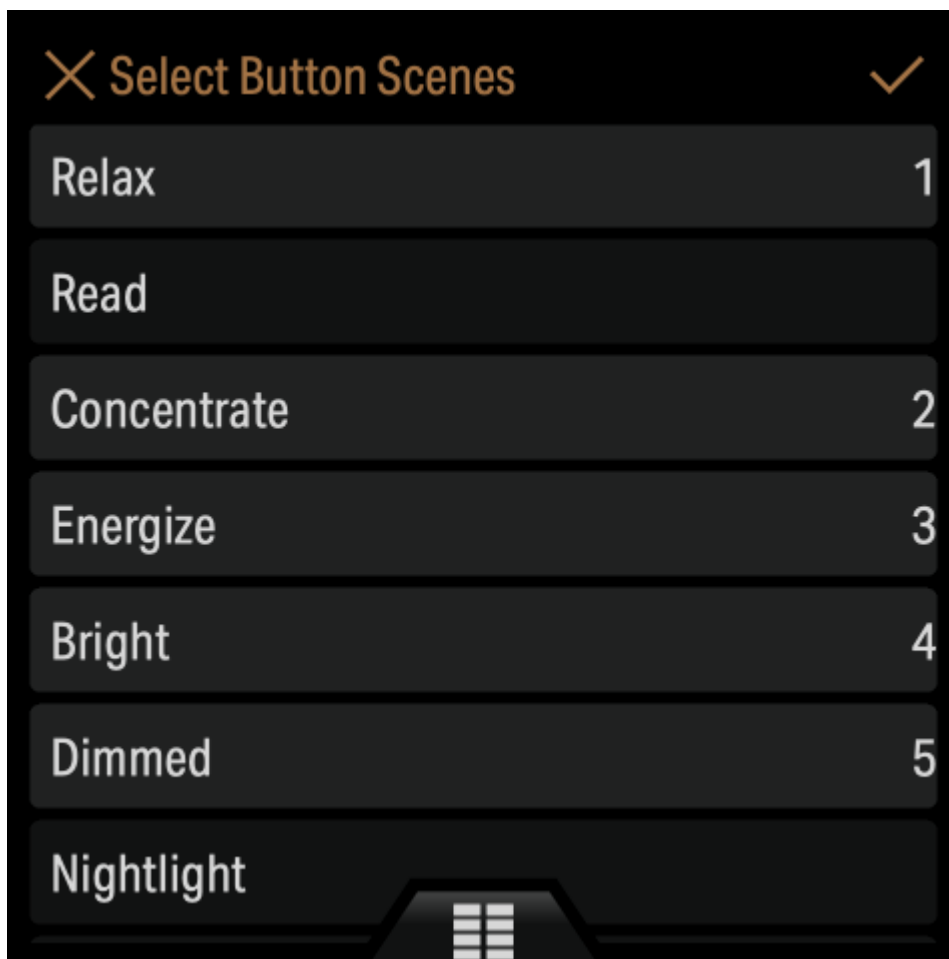 Select Button Scenes
Relax 1
Read
Concentrate 2
Energize 3
Bright 4
Dimmed 5
Nightlight